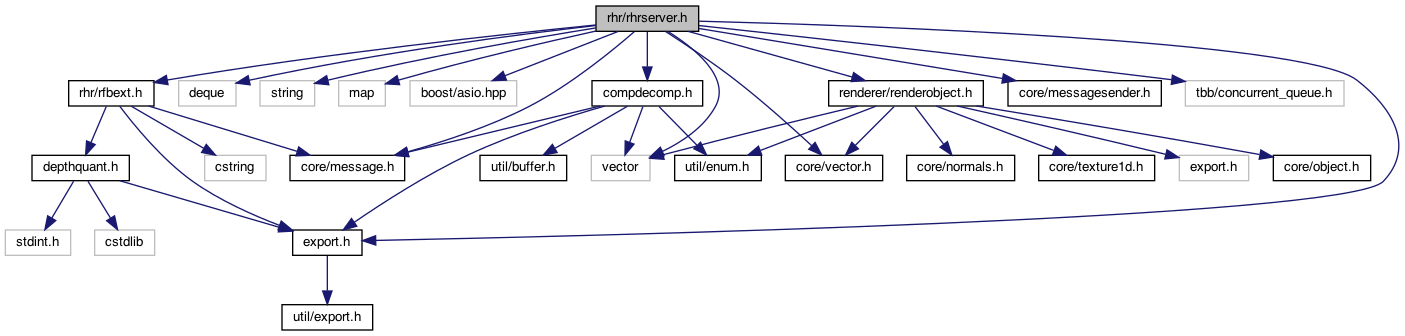 rhr/rhrserver.h
rhr/rfbext.h
deque
string
map
boost/asio.hpp
compdecomp.h
renderer/renderobject.h
core/messagesender.h
tbb/concurrent_queue.h
depthquant.h
cstring
core/message.h
util/buffer.h
vector
util/enum.h
core/vector.h
core/normals.h
core/texture1d.h
export.h
core/object.h
stdint.h
cstdlib
export.h
util/export.h